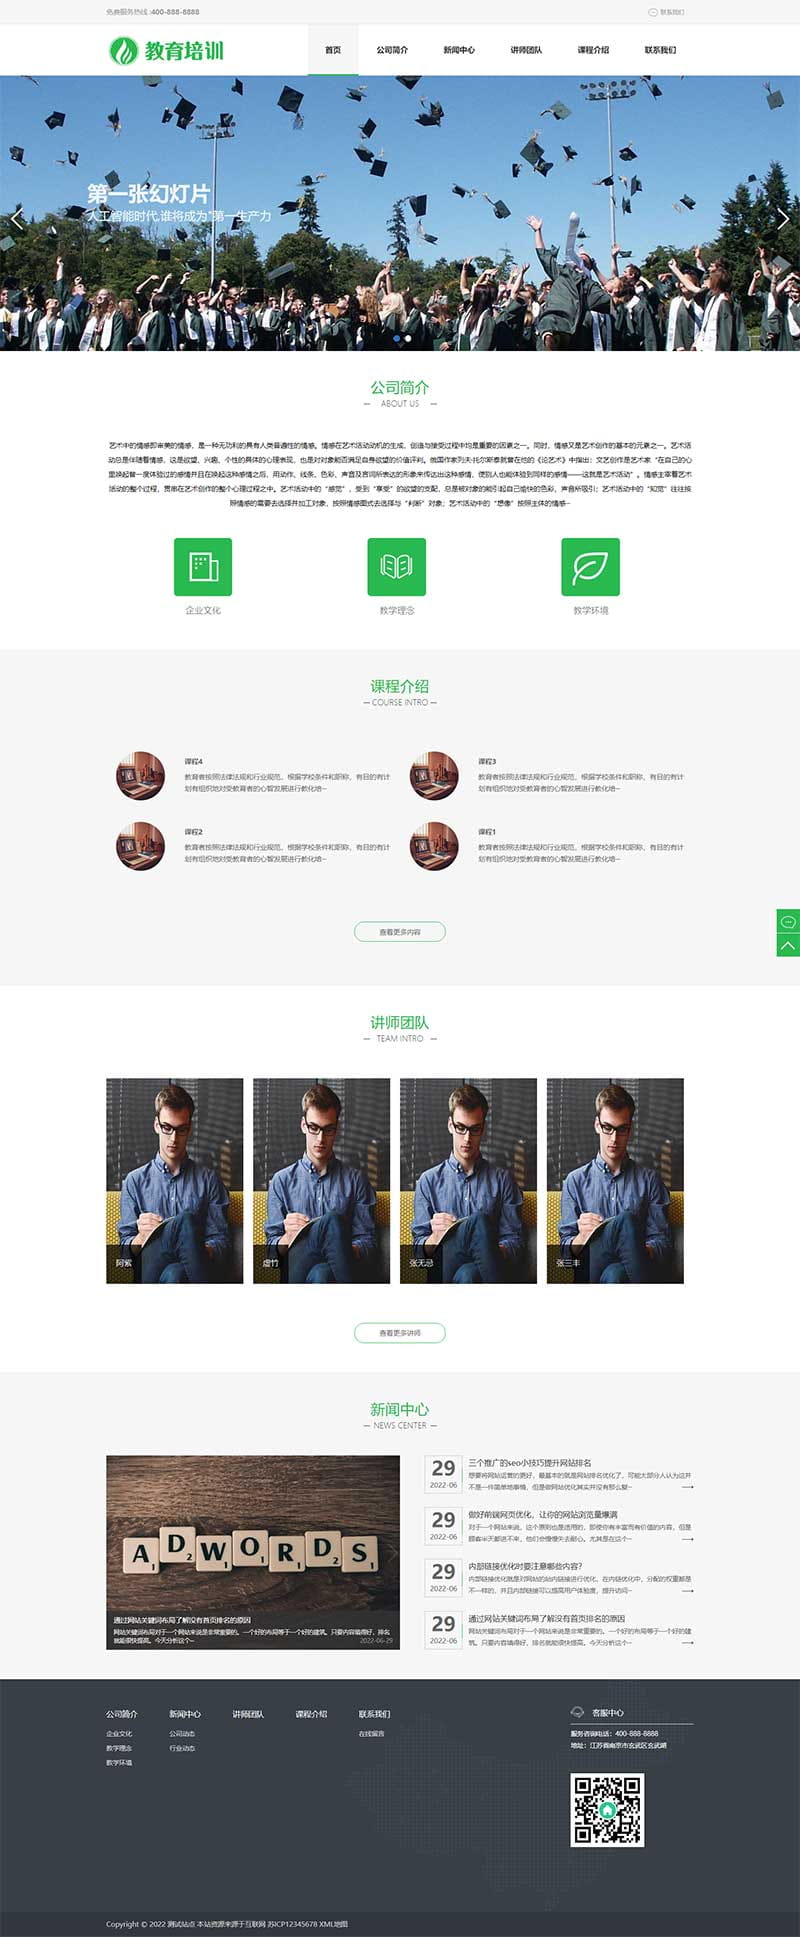 免费服务热线 :400-888-8888
联系我们
教育培训
首页
公司简介
新闻中心
讲师团队
课程介绍
联系我们
第一张幻灯片
人工智能时代,谁将成为"第一生产力
公司简介
— ABOUT US —
艺术中的情感即审美的情感，是一种无功利的具有人类普遍性的情感。情感在艺术活动动机的生成、创造与接受过程中均是重要的因素之一。同时，情感又是艺术创作的基本的元素之一。艺术活
动总是伴随着情感，这是欲望、兴趣、个性的具体的心理表现，也是对对象能否满足自身欲望的价值评判。俄国作家列夫·托尔斯泰就曾在他的《论艺术》中指出：文艺创作是艺术家“在自己的心
里唤起曾一度体验过的感情并且在唤起这种感情之后，用动作、线条、色彩、声音及言词所表达的形象来传达出这种感情，使别人也能体验到同样的感情——这就是艺术活动”。情感主宰着艺术
活动的整个过程，贯串在艺术创作的整个心理过程之中。艺术活动中的“感觉”，受到“享受”的欲望的支配，总是被对象的能引起自己愉快的色彩，声音所吸引；艺术活动中的“知觉”往往按
照情感的需要去选择并加工对象，按照情感图式去选择与“判断”对象；艺术活动中的“想像”按照主体的情感~
企业文化
教学理念
教学环境
课程介绍
— COURSE INTRO —
课程4
教育者按照法律法规和行业规范，根据学校条件和职称，有目的有计
划有组织地对受教育者的心智发展进行教化培~
课程3
教育者按照法律法规和行业规范，根据学校条件和职称，有目的有计
划有组织地对受教育者的心智发展进行教化培~
课程2
教育者按照法律法规和行业规范，根据学校条件和职称，有目的有计
划有组织地对受教育者的心智发展进行教化培~
课程1
教育者按照法律法规和行业规范，根据学校条件和职称，有目的有计
划有组织地对受教育者的心智发展进行教化培~
查看更多内容
讲师团队
— TEAM INTRO —
阿紫
虚竹
张无忌
张三丰
查看更多讲师
新闻中心
— NEWS CENTER —
ADWORDS
通过网站关键词布局了解没有首页排名的原因
网站关键词布局对于一个网站来说是非常重要的。一个好的布局等于一个好的建筑。只要内容填得好，排名
就能很快提高。今天分析这个~
2022-06-29
29
2022-06
三个推广的seo小技巧提升网站排名
想要将网站运营的更好，最基本的就是网站排名优化了，可能大部分人认为这并
不是一件简单地事情，但是做网站优化其实并没有那么复~
29
2022-06
做好前端网页优化，让你的网站浏览量爆满
对于一个网站来说，这个原则也是适用的，即使你有丰富而有价值的内容，但是
顾客半天都进不来，他们会慢慢失去耐心。尤其是在这个~
29
2022-06
内部链接优化时要注意哪些内容?
内部链接优化就是对网站的站内链接进行优化。在内链优化中，分配的权重都是
不一样的，并且内部链接可以提高用户体验度，提升访问~
29
2022-06
通过网站关键词布局了解没有首页排名的原因
网站关键词布局对于一个网站来说是非常重要的。一个好的布局等于一个好的建
筑。只要内容填得好，排名就能很快提高。今天分析这个~
公司简介
企业文化
教学理念
教学环境
新闻中心
公司动态
行业动态
讲师团队
课程介绍
联系我们
在线留言
客服中心
服务咨询电话：400-888-8888
地址：江苏省南京市玄武区玄武湖
Copyright © 2022 测试站点 本站资源来源于互联网 苏ICP12345678 XML地图